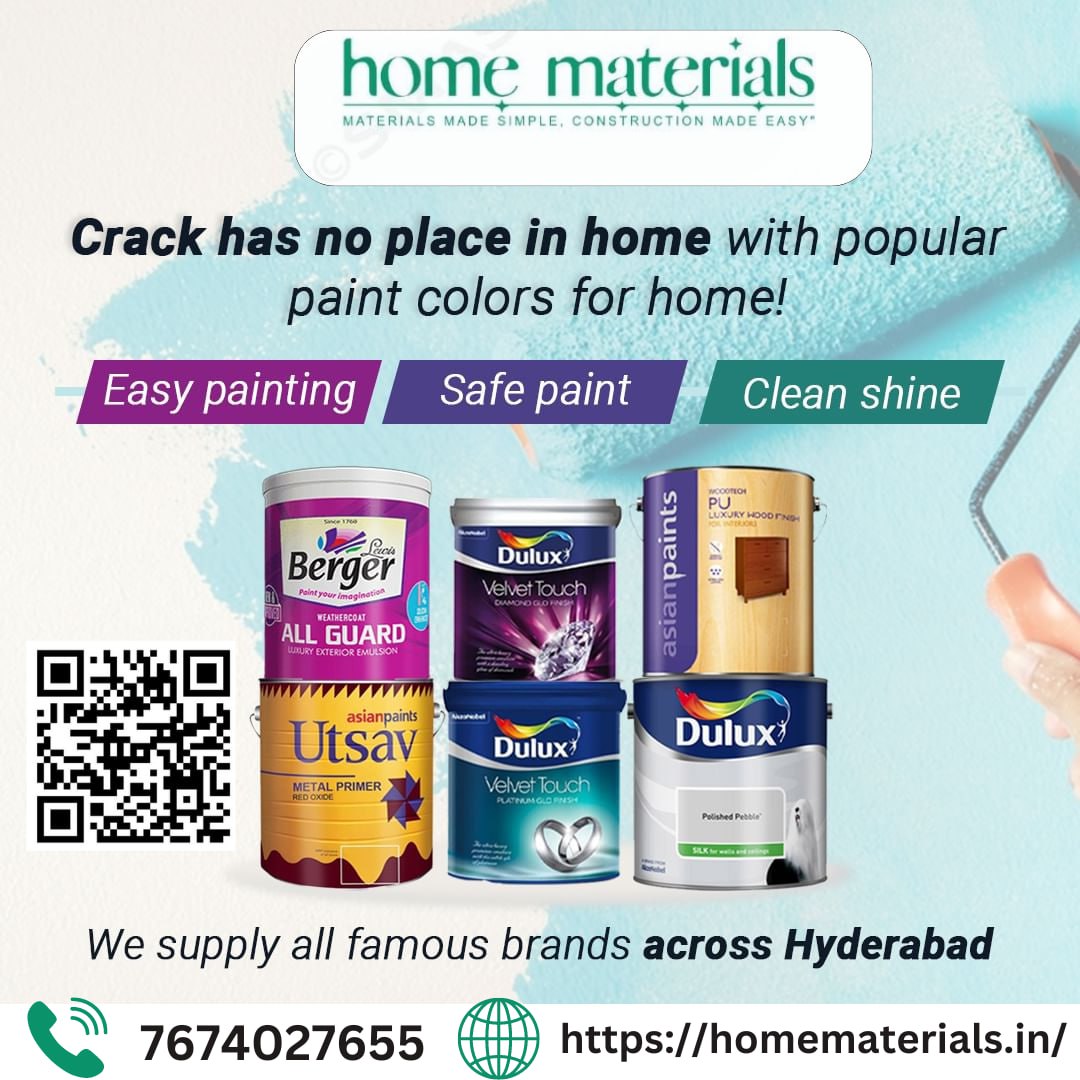 home materials
MATERIALS MADE SIMPLE, CONSTRUCTION MADE EASY"
Crack has no place in home with popular
paint colors for home!
Easy painting
Safe paint
Clean shine
Since 1760
Lewis
Berger
Paint your imagination
WEATHERCOAT
ALL GUARD
LUXURY EXTERIOR EMULSION
AkzoNobel
Dulux
Velvet Touch
DIAMOND GLO FINISH
asianpaints
WOODTECH
PU
LUXURY WOOD FINISH
FOR INTERIORS
asianpaints
Utsav
METAL PRIMER
RED OXIDE
AkzoNobel
Dulux
Velvet Touch
PLATINUM GLO FINISH
Dulux
Polished Pebble
SILK for walls and ceilings
AkzoNobel
We supply all famous brands across Hyderabad
7674027655
https://homematerials.in/